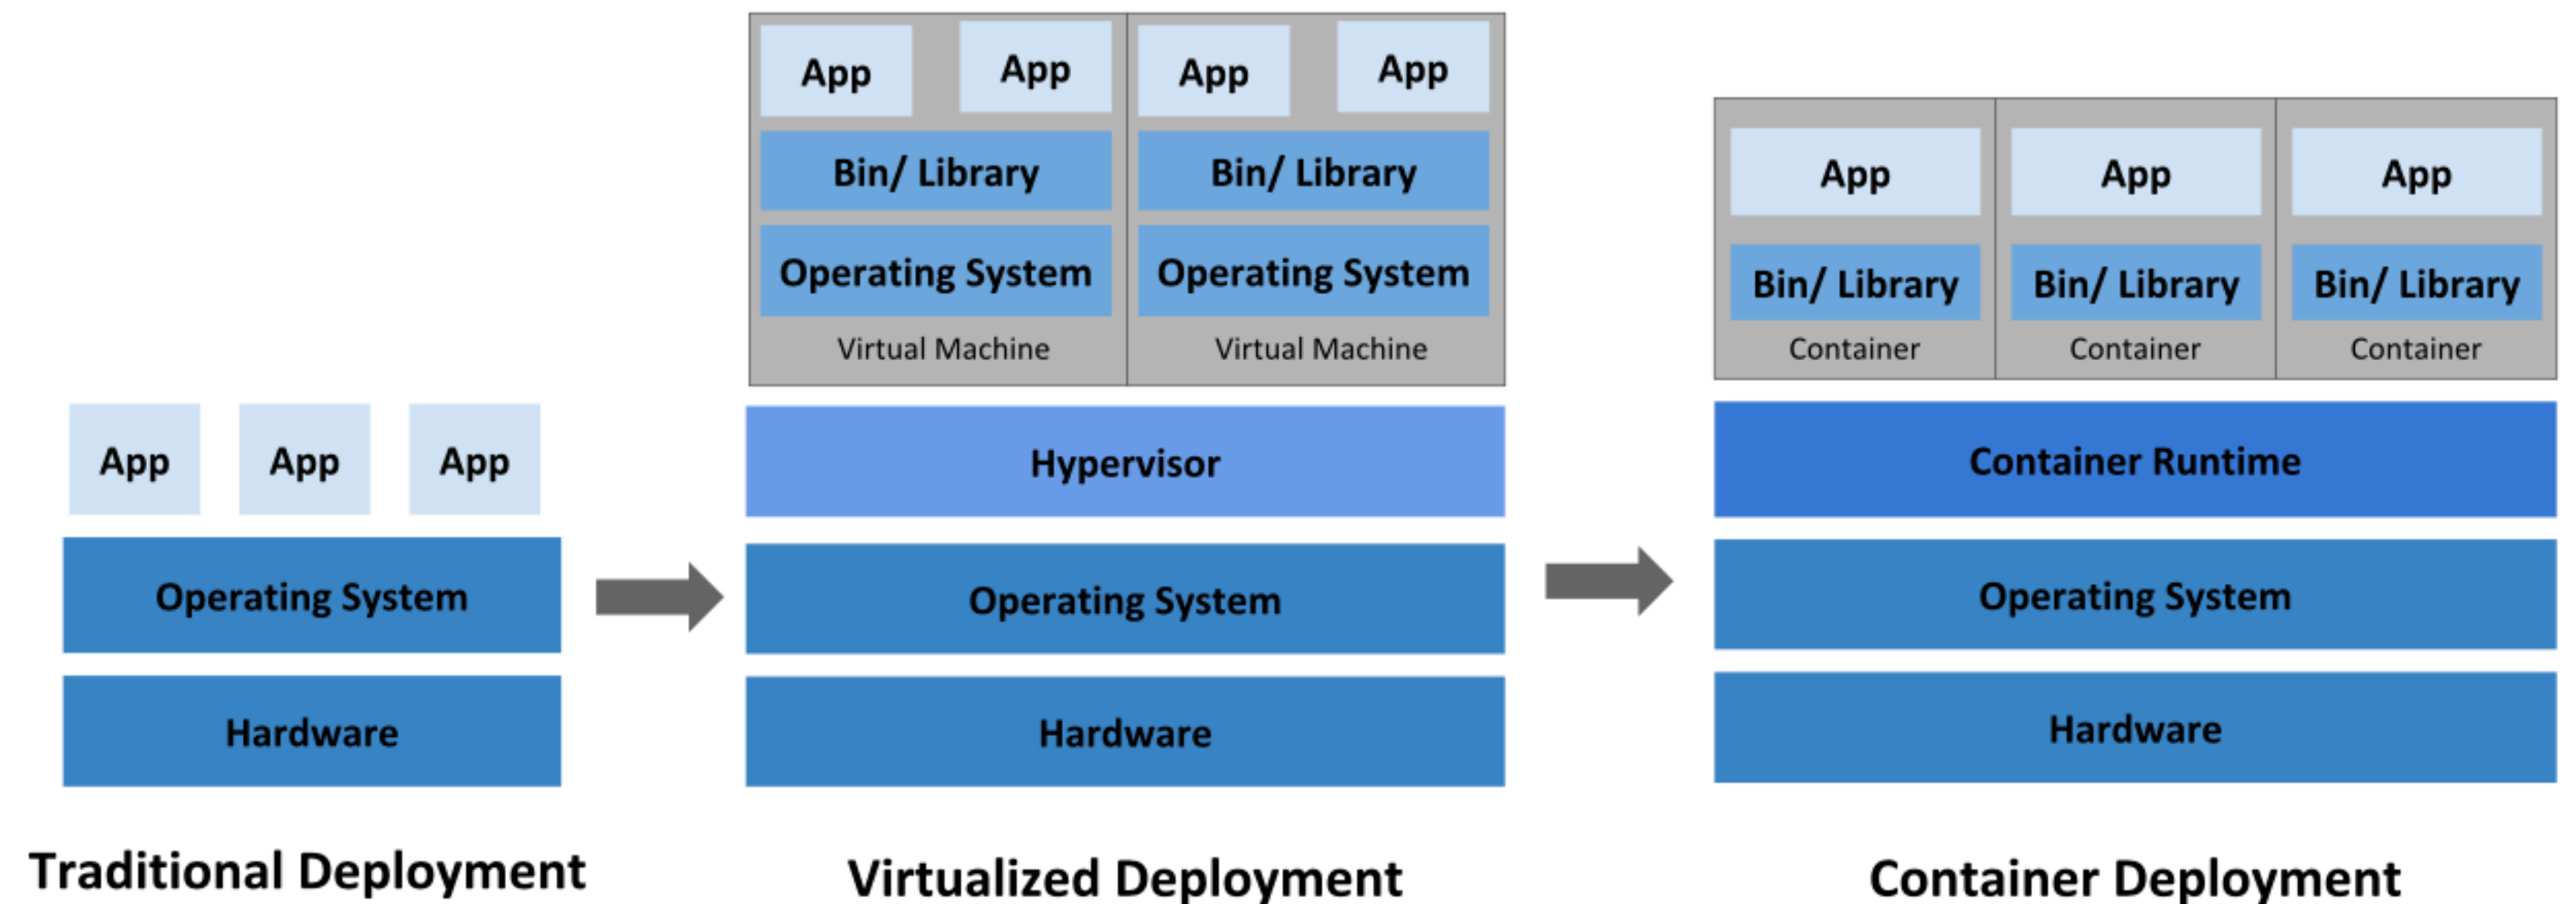 App
App
App
Operating System
Hardware
Traditional Deployment
App
App
App
App
Bin/ Library
Bin/ Library
Operating System
Operating System
Virtual Machine
Virtual Machine
Hypervisor
Operating System
Hardware
Virtualized Deployment
App
App
App
Bin/ Library
Bin/ Library
Bin/ Library
Container
Container
Container
Container Runtime
Operating System
Hardware
Container Deployment